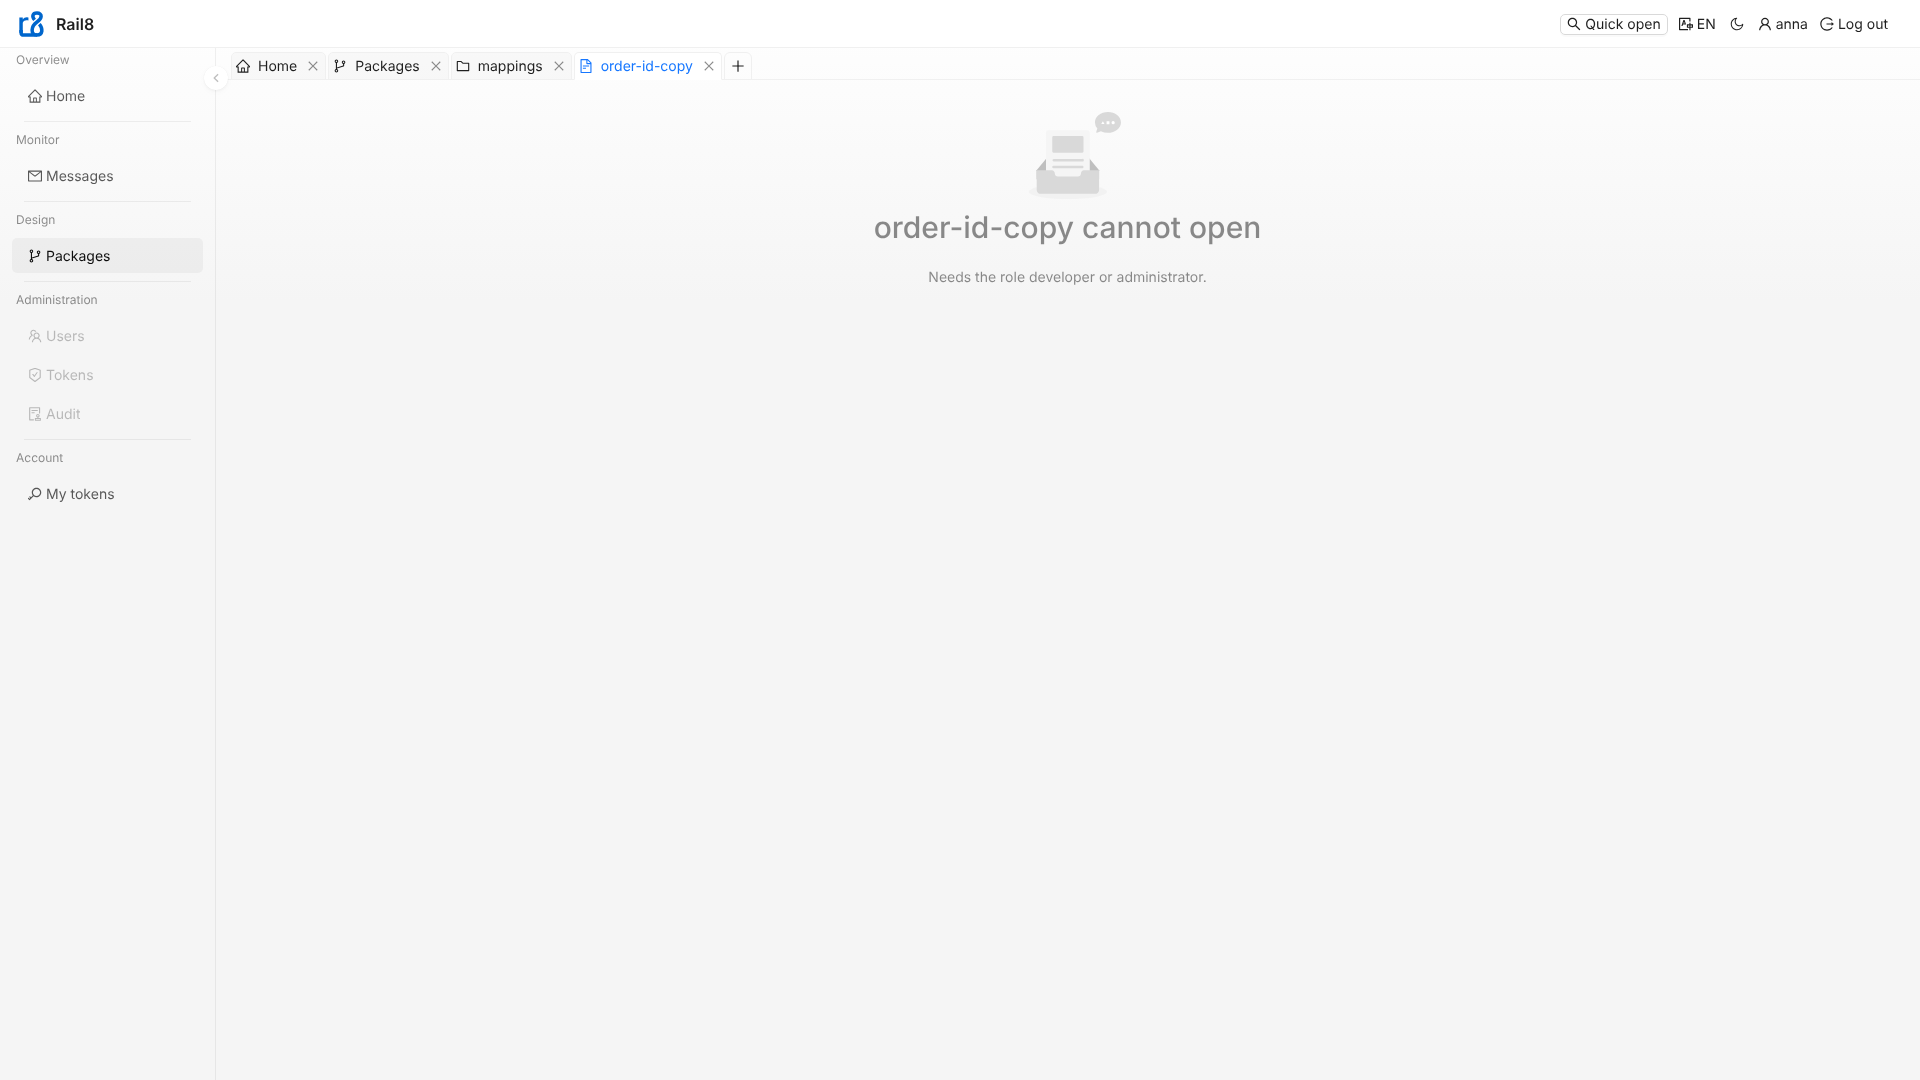 Rail8
Quick open
EN
anna
Log out
Overview
Home
Monitor
Messages
Design
Packages
Administration
Users
Tokens
Audit
Account
My tokens
Home
Packages
mappings
order-id-copy
order-id-copy cannot open
Needs the role developer or administrator.